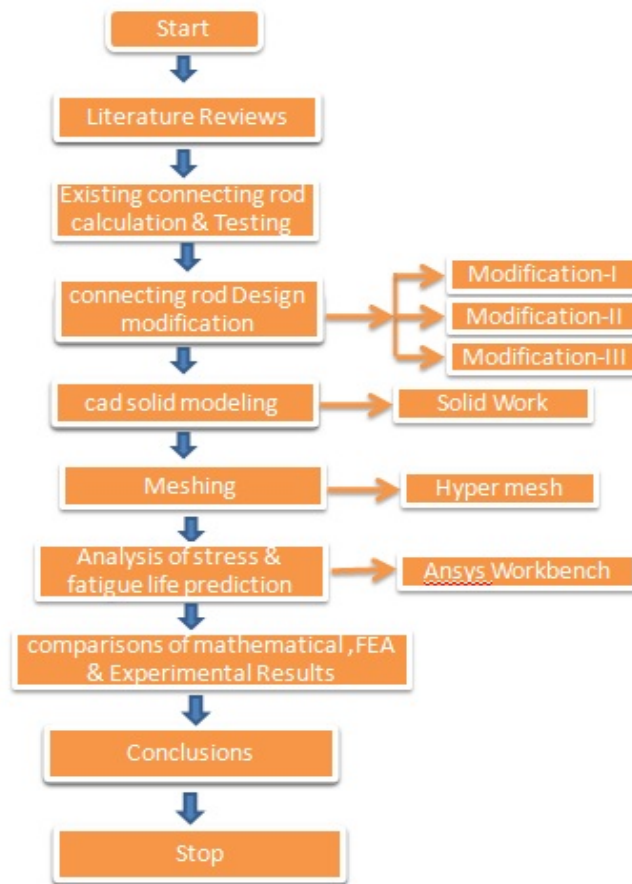 Start
Literature Reviews
Existing connecting rod
calculation & Testing
connecting rod Design
modification
Modification-I
Modification-II
Modification-III
cad solid modeling
Solid Work
Meshing
Hyper mesh
Analysis of stress &
fatigue life prediction
Ansys Workbench
comparisons of mathematical ,FEA
& Experimental Results
Conclusions
Stop